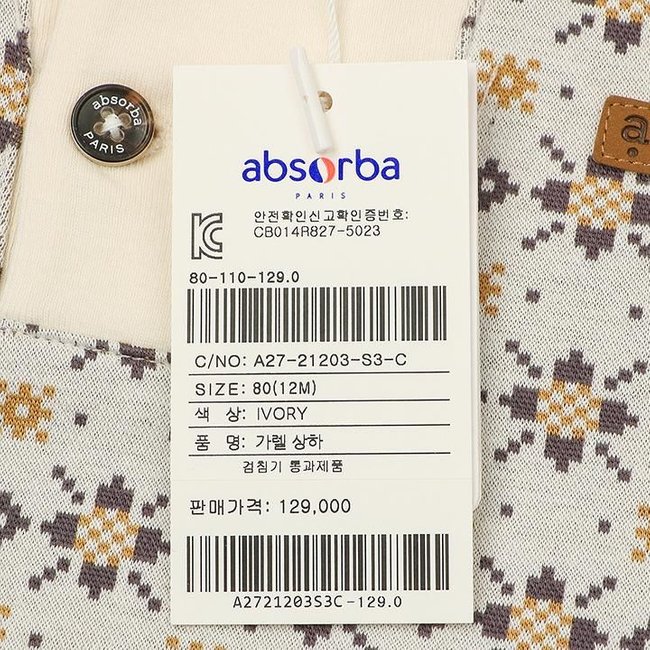 absorba
PARIS
a.
absorba
PARIS
안전확인신고확인증번호:
CB014R827-5023
80-110-129.0
C/NO: A27-21203-S3-C
SIZE: 80(12M)
색 상: IVORY
품 명: 가렐 상하
검침기 통과제품
판매가격: 129,000
A2721203S3C-129.0